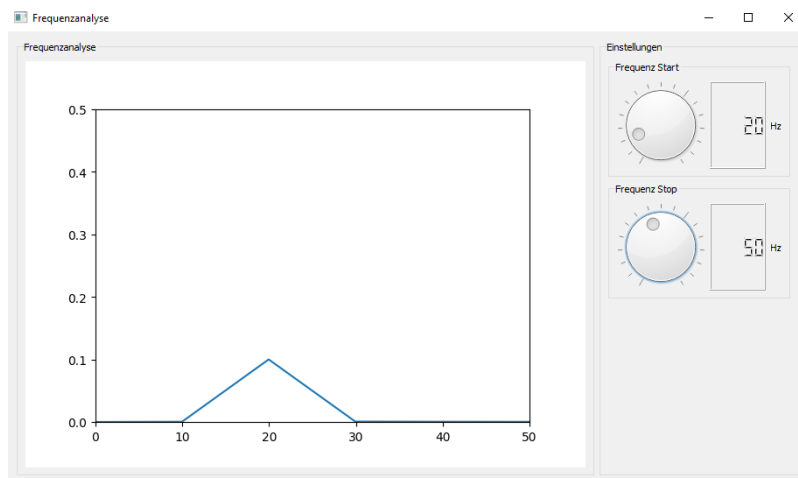 Frequenzanalyse
Frequenzanalyse
0.5
0.4
0.3
0.2
0.1
0.0
0 10 20 30 40 50
Einstellungen
Frequenz Start
20 Hz
Frequenz Stop
50 Hz